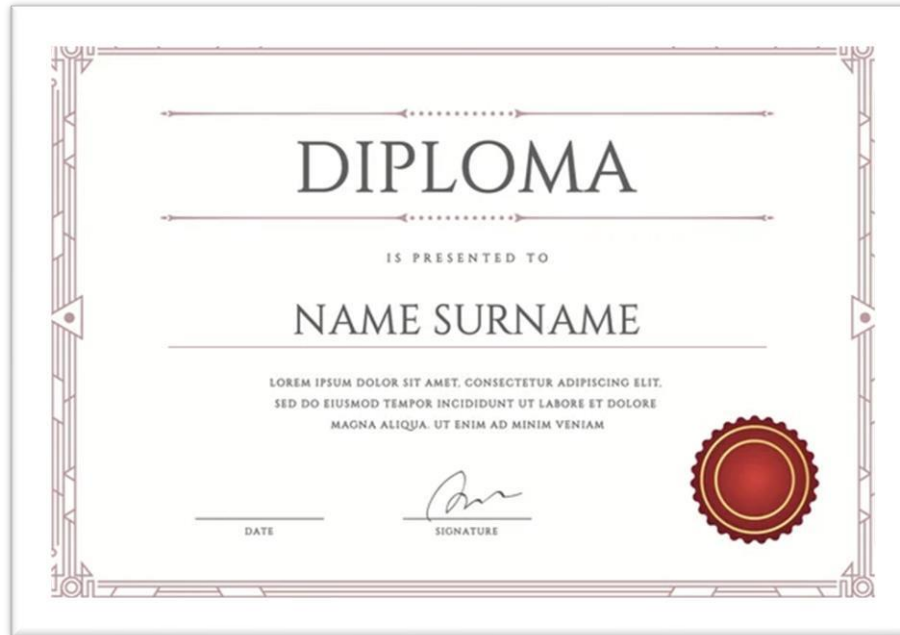 DIPLOMA
IS PRESENTED TO
NAME SURNAME
LOREM IPSUM DOLOR SIT AMET, CONSECTETUR ADIPISCING ELIT,
SED DO EIUSMOD TEMPOR INCIDIDUNT UT LABORE ET DOLORE
MAGNA ALIQUA. UT ENIM AD MINIM VENIAM
DATE
SIGNATURE